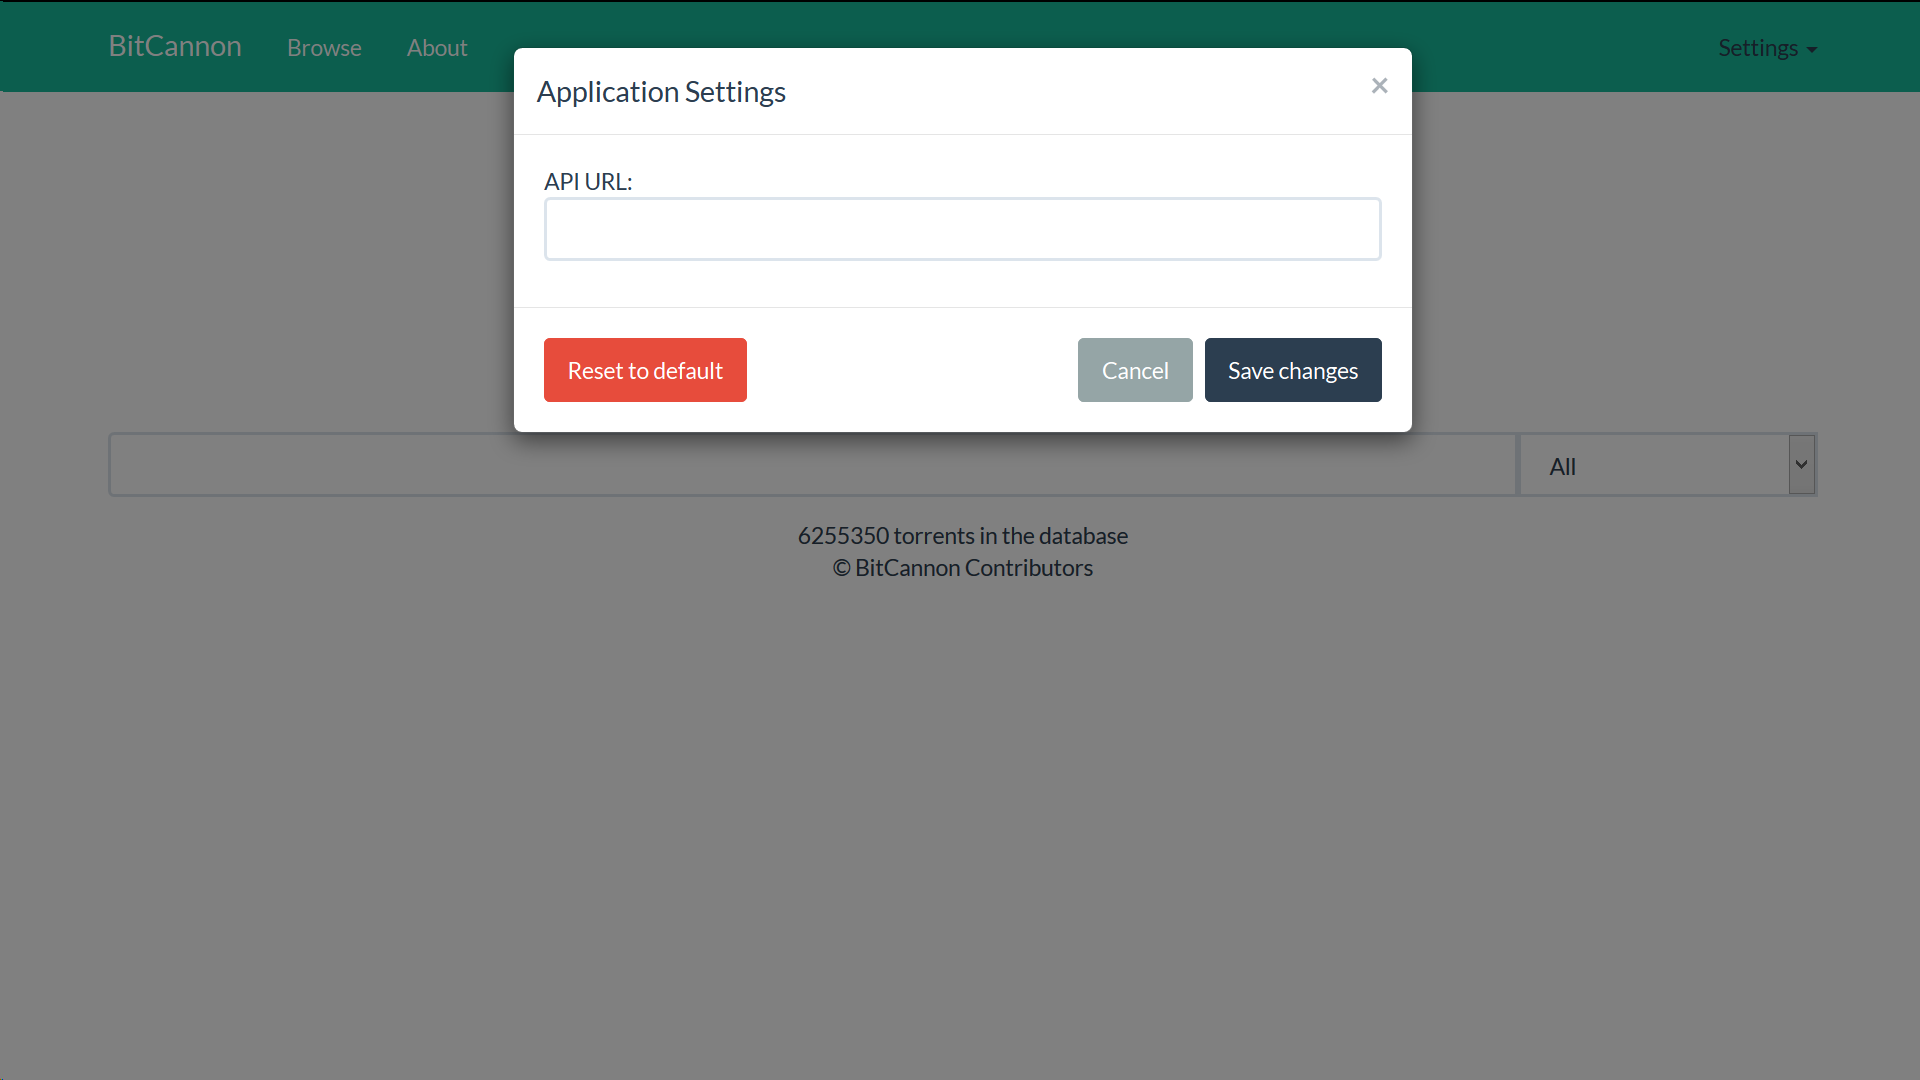 BitCannon Browse About Settings
Application Settings ×
API URL:
Reset to default Cancel Save changes
All
6255350 torrents in the database
© BitCannon Contributors